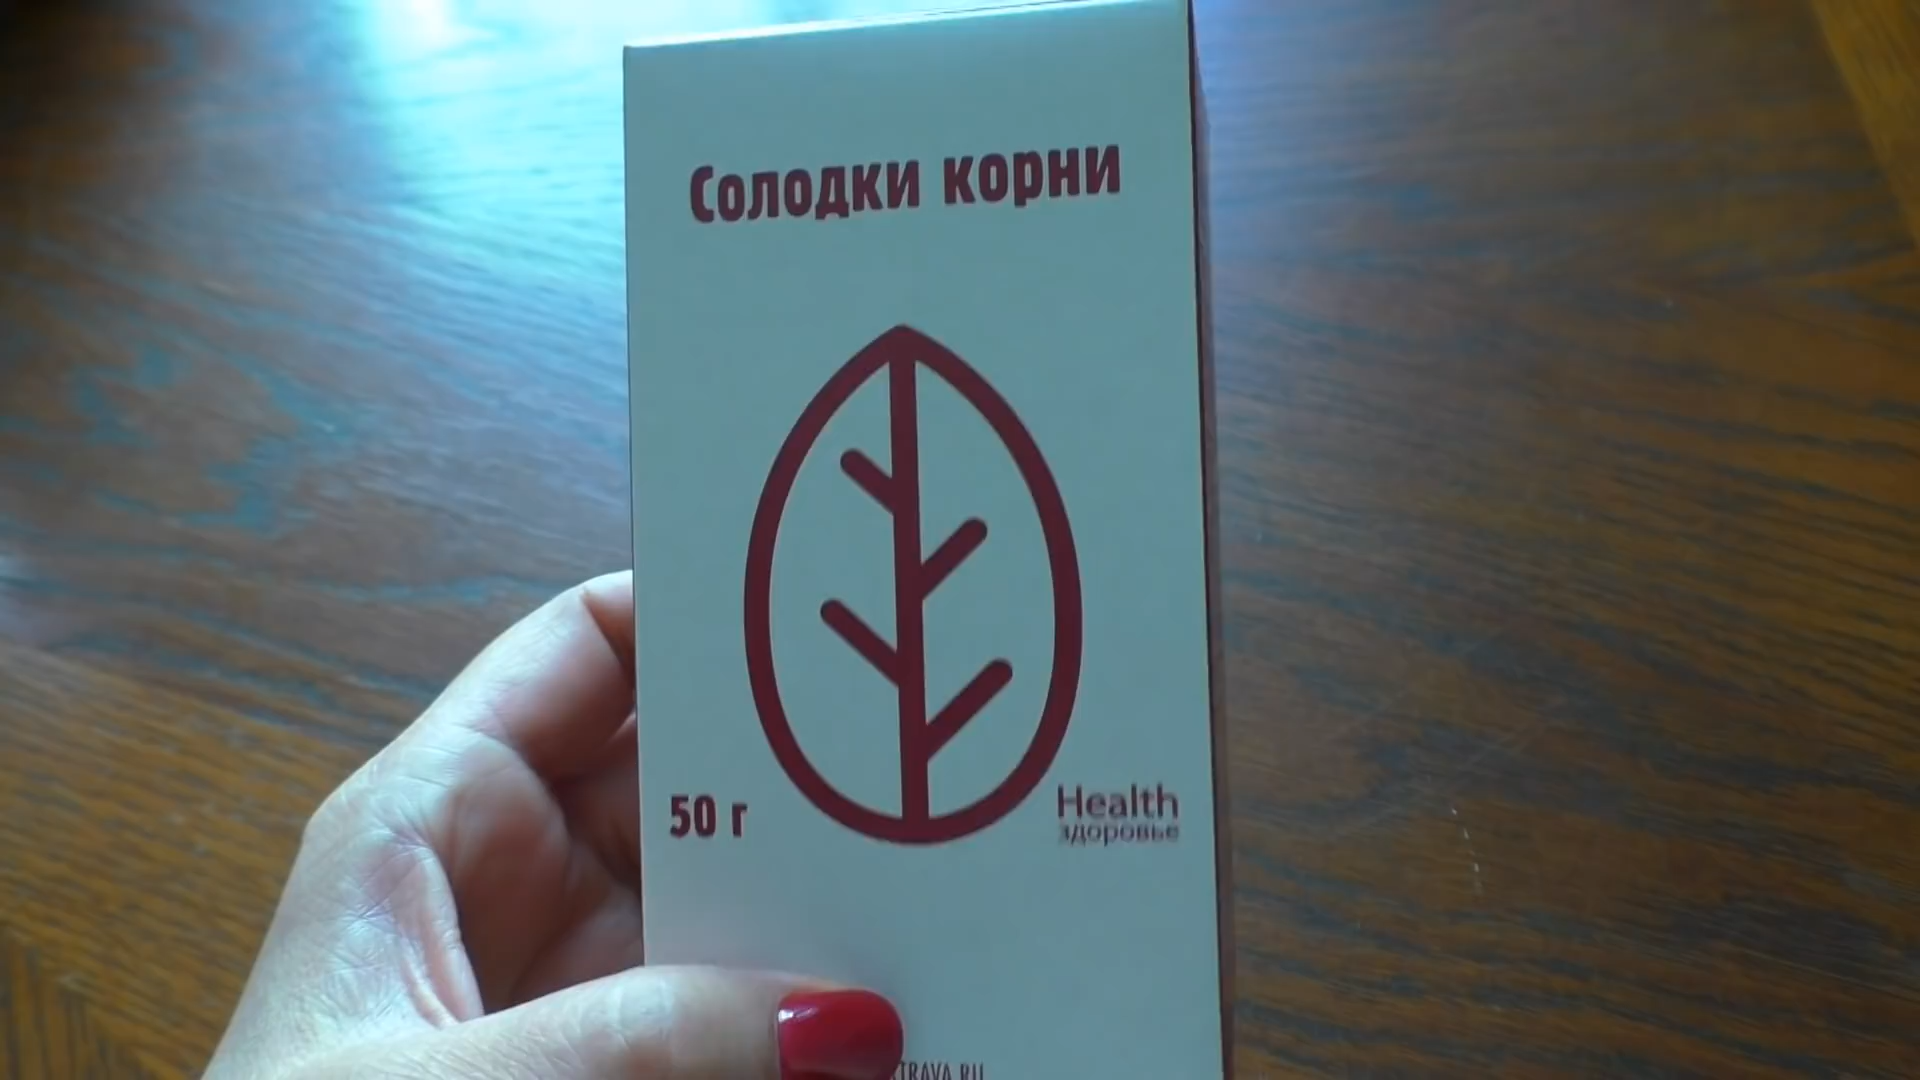 Солодки корни
50 г
Health
здоровье